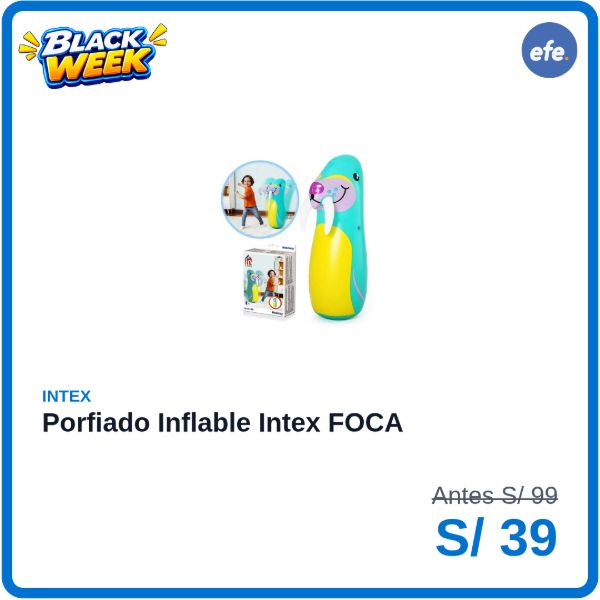 BLACK
WEEK
efe.
INTEX
Porfiado Inflable Intex FOCA
Antes S/ 99
S/ 39